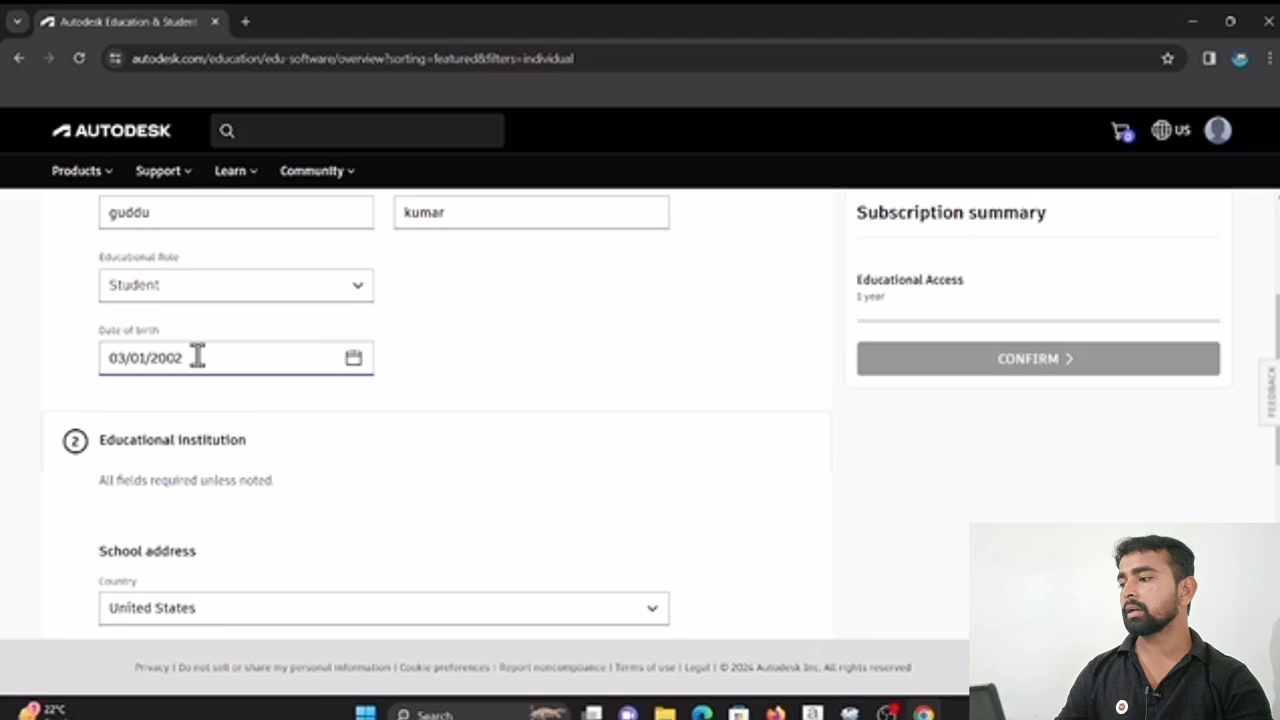 Autodesk Education & Student
autodesk.com/education/edu-software/overview?sorting=featured&filters=individual
AUTODESK
0
US
Products
Support
Learn
Community
guddu
kumar
Subscription summary
Educational Role
Student
Educational Access
1 year
Date of birth
03/01/2002
CONFIRM
FEEDBACK
2
Educational institution
All fields required unless noted.
School address
Country
United States
Privacy | Do not sell or share my personal information | Cookie preferences | Report noncompliance | Terms of use | Legal | © 2024 Autodesk Inc. All rights reserved
22°C
Search